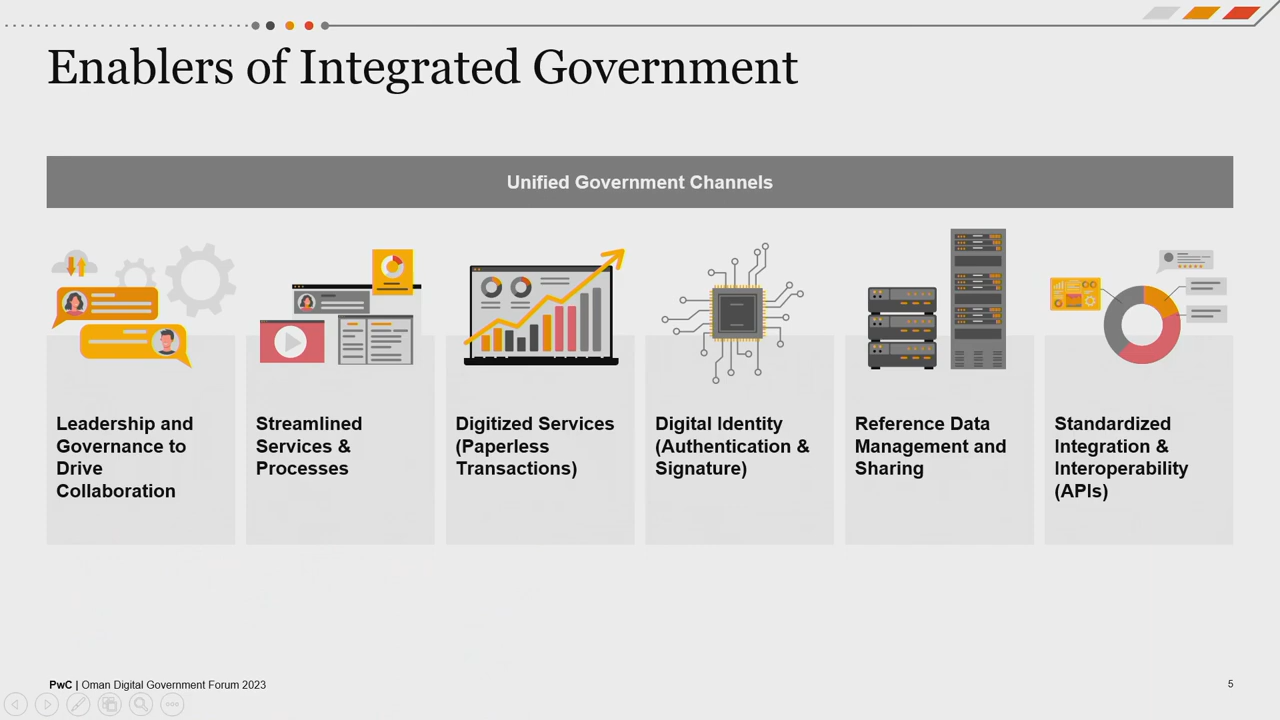 Enablers of Integrated Government
Unified Government Channels
Leadership and
Governance to
Drive
Collaboration
Streamlined
Services &
Processes
Digitized Services
(Paperless
Transactions)
Digital Identity
(Authentication &
Signature)
Reference Data
Management and
Sharing
Standardized
Integration &
Interoperability
(APIs)
PwC | Oman Digital Government Forum 2023
5